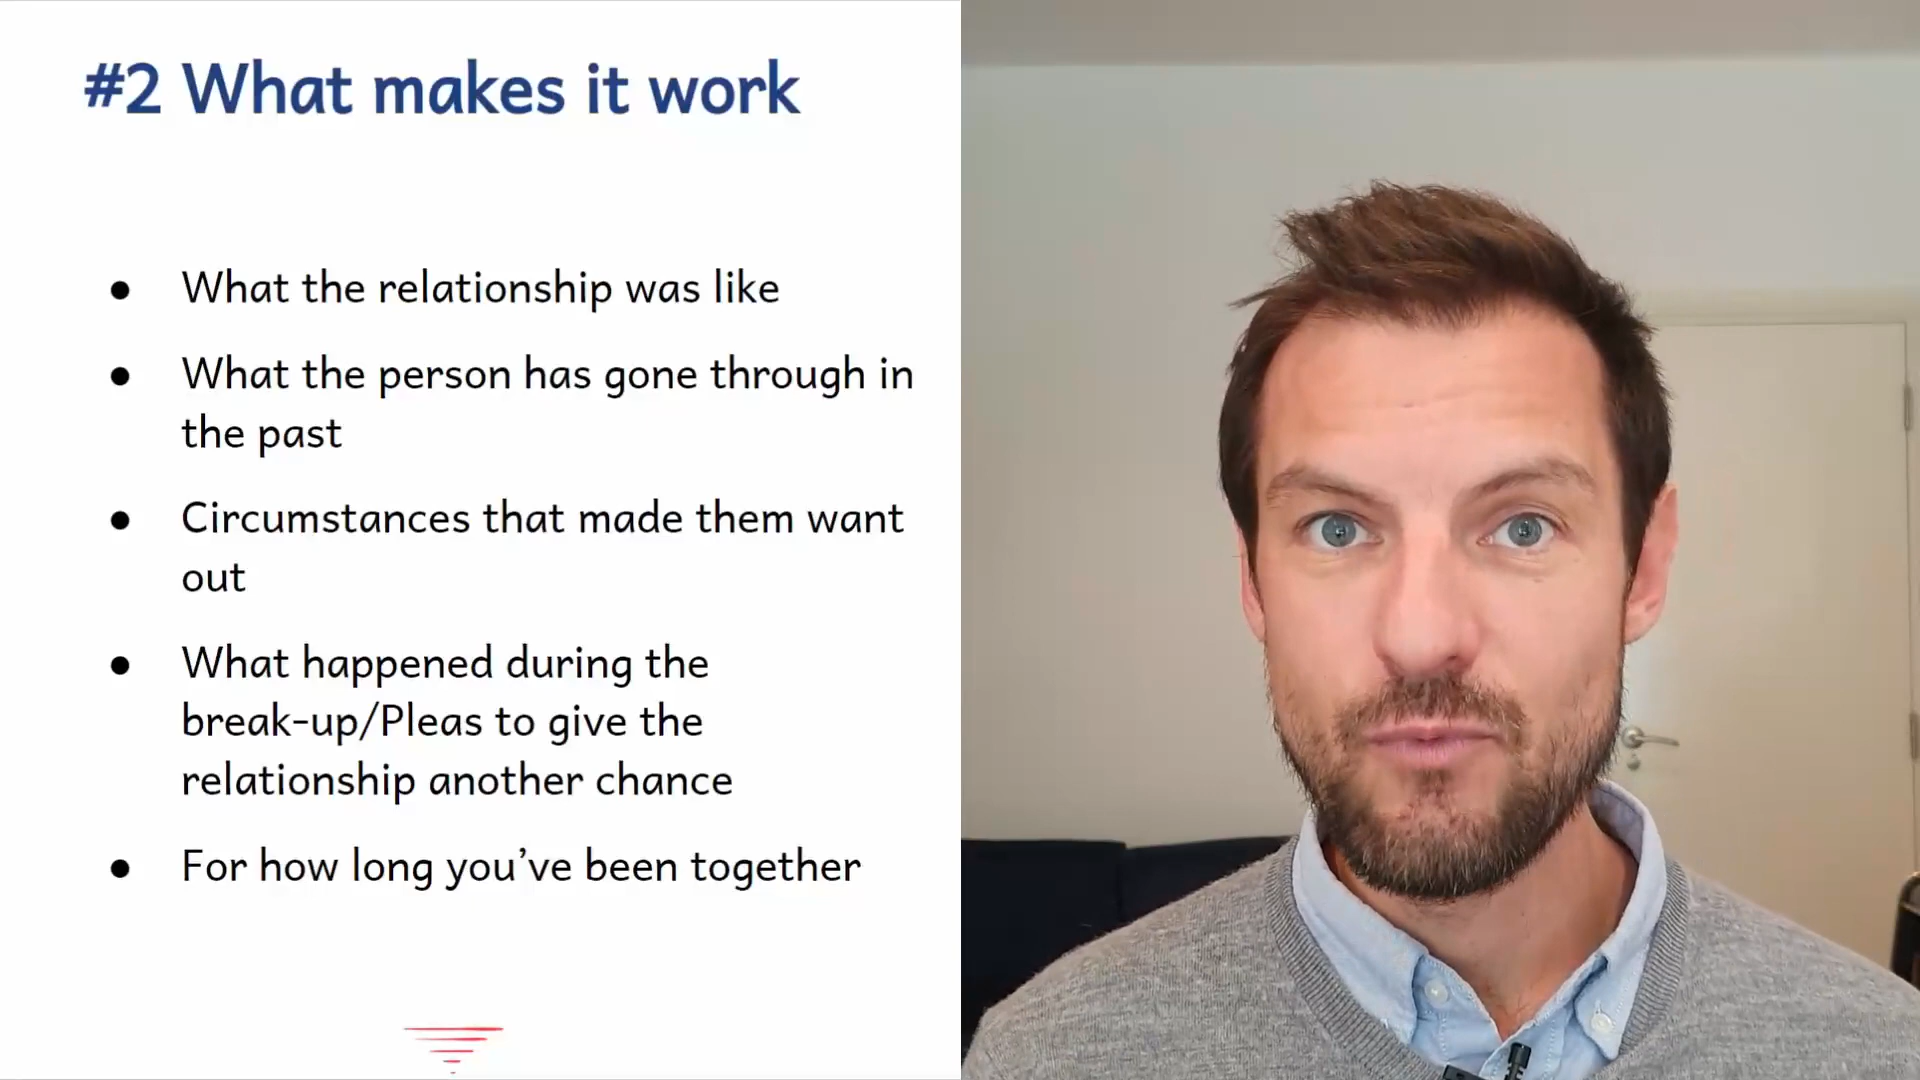 #2 What makes it work
● What the relationship was like
● What the person has gone through in
the past
● Circumstances that made them want
out
● What happened during the
break-up/Pleas to give the
relationship another chance
● For how long you’ve been together